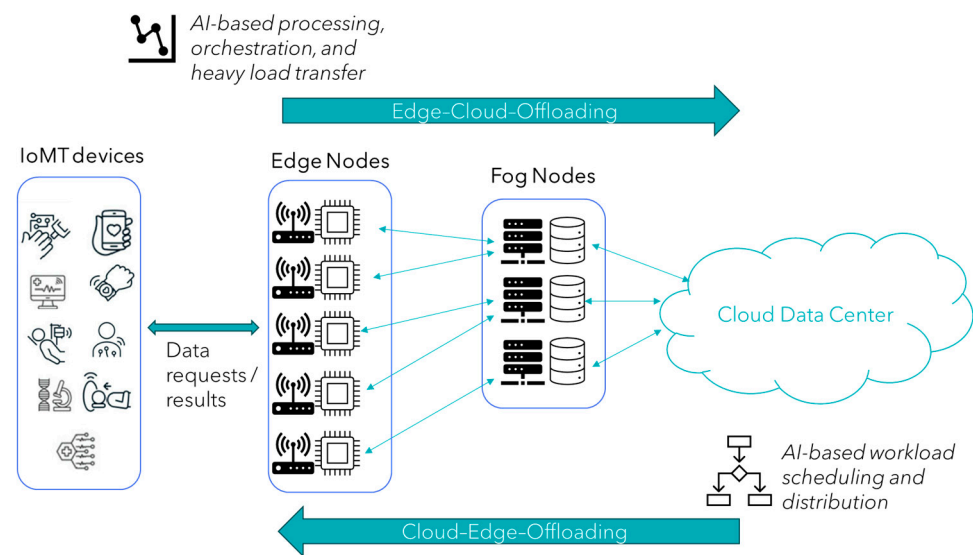 AI-based processing,
orchestration, and
heavy load transfer
Edge–Cloud–Offloading
IoMT devices
Edge Nodes
Fog Nodes
Data
requests /
results
Cloud Data Center
AI-based workload
scheduling and
distribution
Cloud–Edge–Offloading